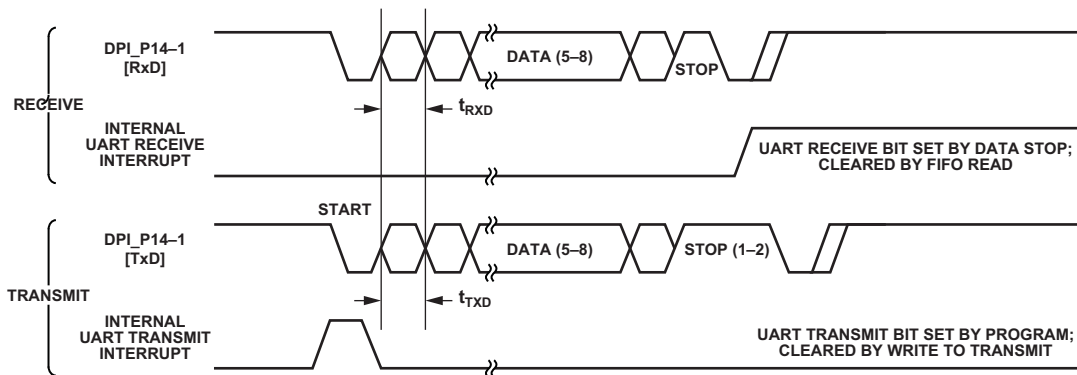 DPI_P14–1
[RxD]
DATA (5–8)
STOP
RECEIVE
tRXD
INTERNAL
UART RECEIVE
INTERRUPT
UART RECEIVE BIT SET BY DATA STOP;
CLEARED BY FIFO READ
START
DPI_P14–1
[TxD]
DATA (5–8)
STOP (1–2)
TRANSMIT
tTXD
INTERNAL
UART TRANSMIT
INTERRUPT
UART TRANSMIT BIT SET BY PROGRAM;
CLEARED BY WRITE TO TRANSMIT